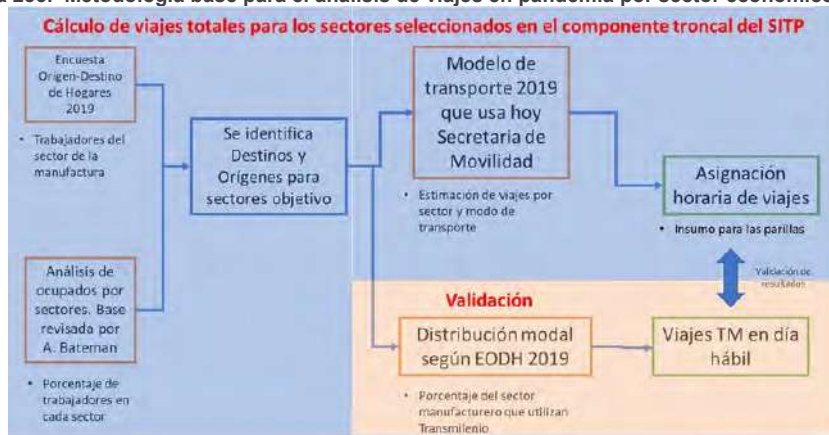 Metodología base para el análisis de viajes en pandemia por sector económico
Cálculo de viajes totales para los sectores seleccionados en el componente troncal del SITP
Encuesta
Origen-Destino
de Hogares
2019
• Trabajadores del
sector de la
manufactura
Análisis de
ocupados por
sectores. Base
revisada por
A. Bateman
• Porcentaje de
trabajadores en
cada sector
Se identifica
Destinos y
Orígenes para
sectores objetivo
Modelo de
transporte 2019
que usa hoy
Secretaria de
Movilidad
• Estimación de viajes por
sector y modo de
transporte
Asignación
horaria de viajes
• Insumo para las parillas
Validación de
resultados
Validación
Distribución modal
según EODH 2019
• Porcentaje del sector
manufacturero que utilizan
Transmilenio
Viajes TM en día
hábil